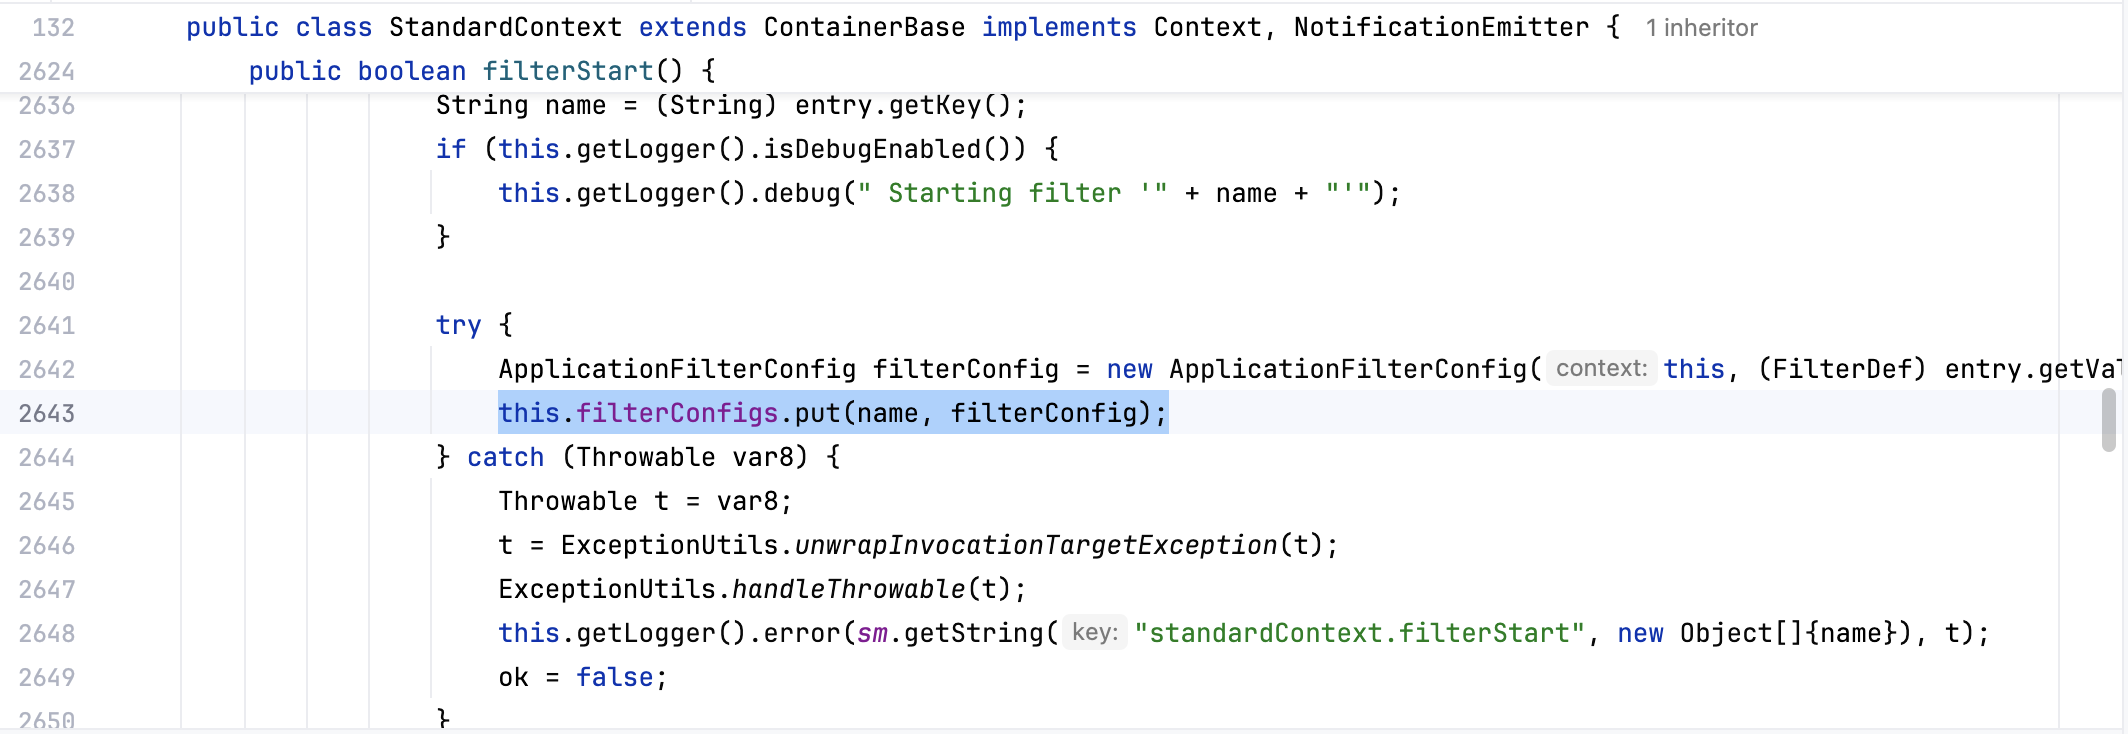 132 public class StandardContext extends ContainerBase implements Context, NotificationEmitter { 1 inheritor
2624 public boolean filterStart() {
2636 String name = (String) entry.getKey();
2637 if (this.getLogger().isDebugEnabled()) {
2638 this.getLogger().debug(" Starting filter '" + name + "'");
2639 }
2640
2641 try {
2642 ApplicationFilterConfig filterConfig = new ApplicationFilterConfig( context: this, (FilterDef) entry.getVal
2643 this.filterConfigs.put(name, filterConfig);
2644 } catch (Throwable var8) {
2645 Throwable t = var8;
2646 t = ExceptionUtils.unwrapInvocationTargetException(t);
2647 ExceptionUtils.handleThrowable(t);
2648 this.getLogger().error(sm.getString( key: "standardContext.filterStart", new Object[]{name}), t);
2649 ok = false;
2650 }